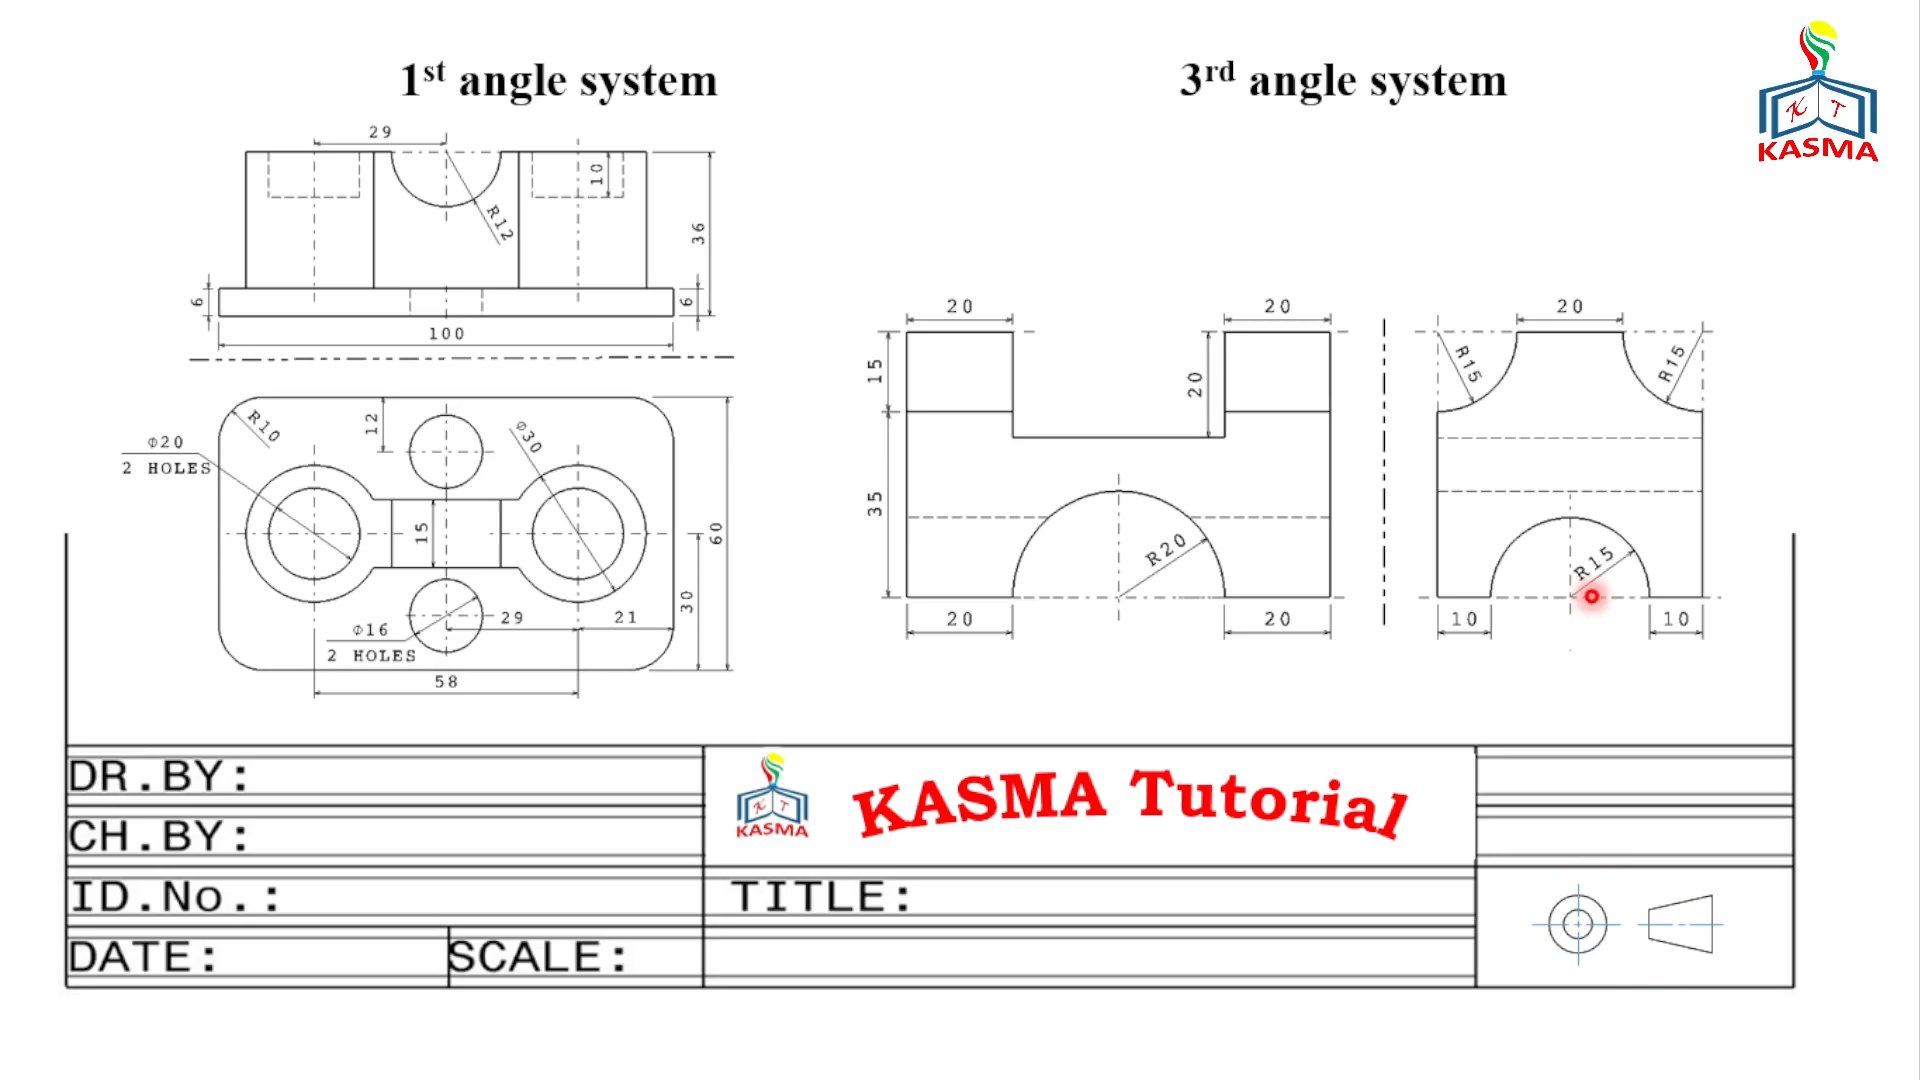 1st angle system
3rd angle system
K T
KASMA
29
10
R12
36
6
6
100
20
20
15
20
35
R20
20
20
20
R15
R15
R15
10
10
R10
12
Φ30
Φ20
2 HOLES
15
60
30
29
21
Φ16
2 HOLES
58
DR.BY:
CH.BY:
ID.No.:
DATE:
SCALE:
K T
KASMA
KASMA Tutorial
TITLE: